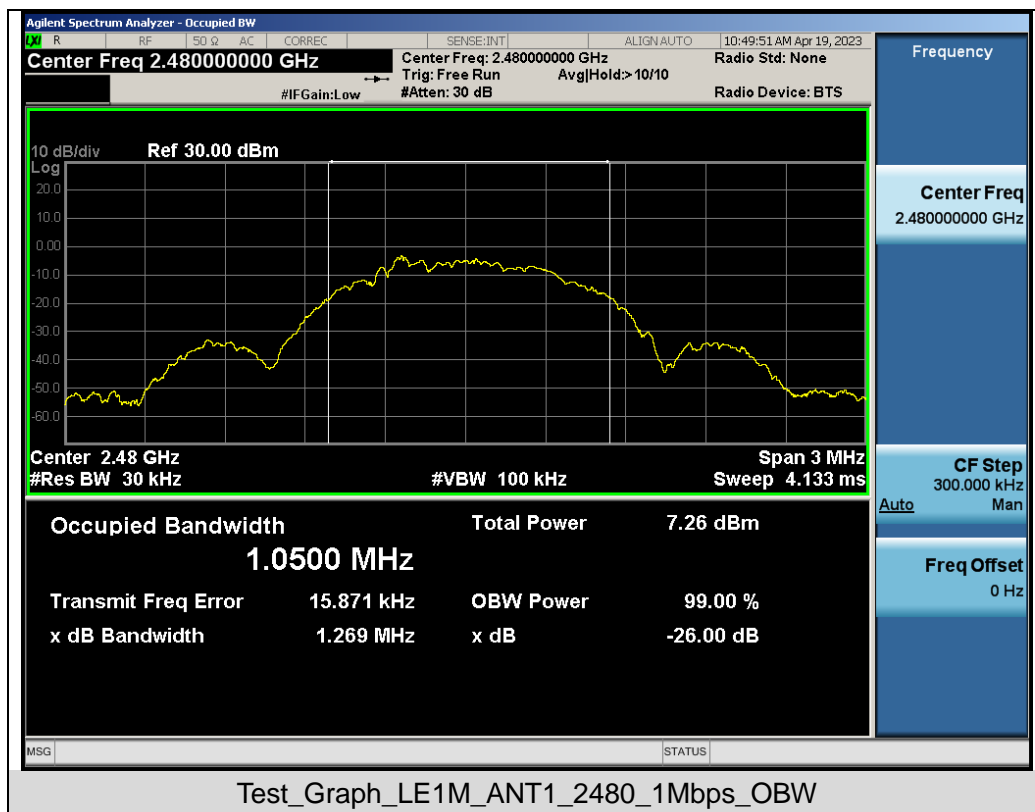 Agilent Spectrum Analyzer - Occupied BW
LXI R RF 50 Ω AC CORREC SENSE:INT ALIGN AUTO 10:49:51 AM Apr 19, 2023
Center Freq 2.480000000 GHz
#IFGain:Low
Center Freq: 2.480000000 GHz
Trig: Free Run Avg|Hold:> 10/10
#Atten: 30 dB
Radio Std: None
Radio Device: BTS
Frequency
10 dB/div Ref 30.00 dBm
Log
20.0
10.0
0.00
-10.0
-20.0
-30.0
-40.0
-50.0
-60.0
Center 2.48 GHz Span 3 MHz
#Res BW 30 kHz #VBW 100 kHz Sweep 4.133 ms
Center Freq
2.480000000 GHz
CF Step
300.000 kHz
Auto Man
Freq Offset
0 Hz
Occupied Bandwidth Total Power 7.26 dBm
1.0500 MHz
Transmit Freq Error 15.871 kHz OBW Power 99.00 %
x dB Bandwidth 1.269 MHz x dB -26.00 dB
MSG STATUS
Test_Graph_LE1M_ANT1_2480_1Mbps_OBW